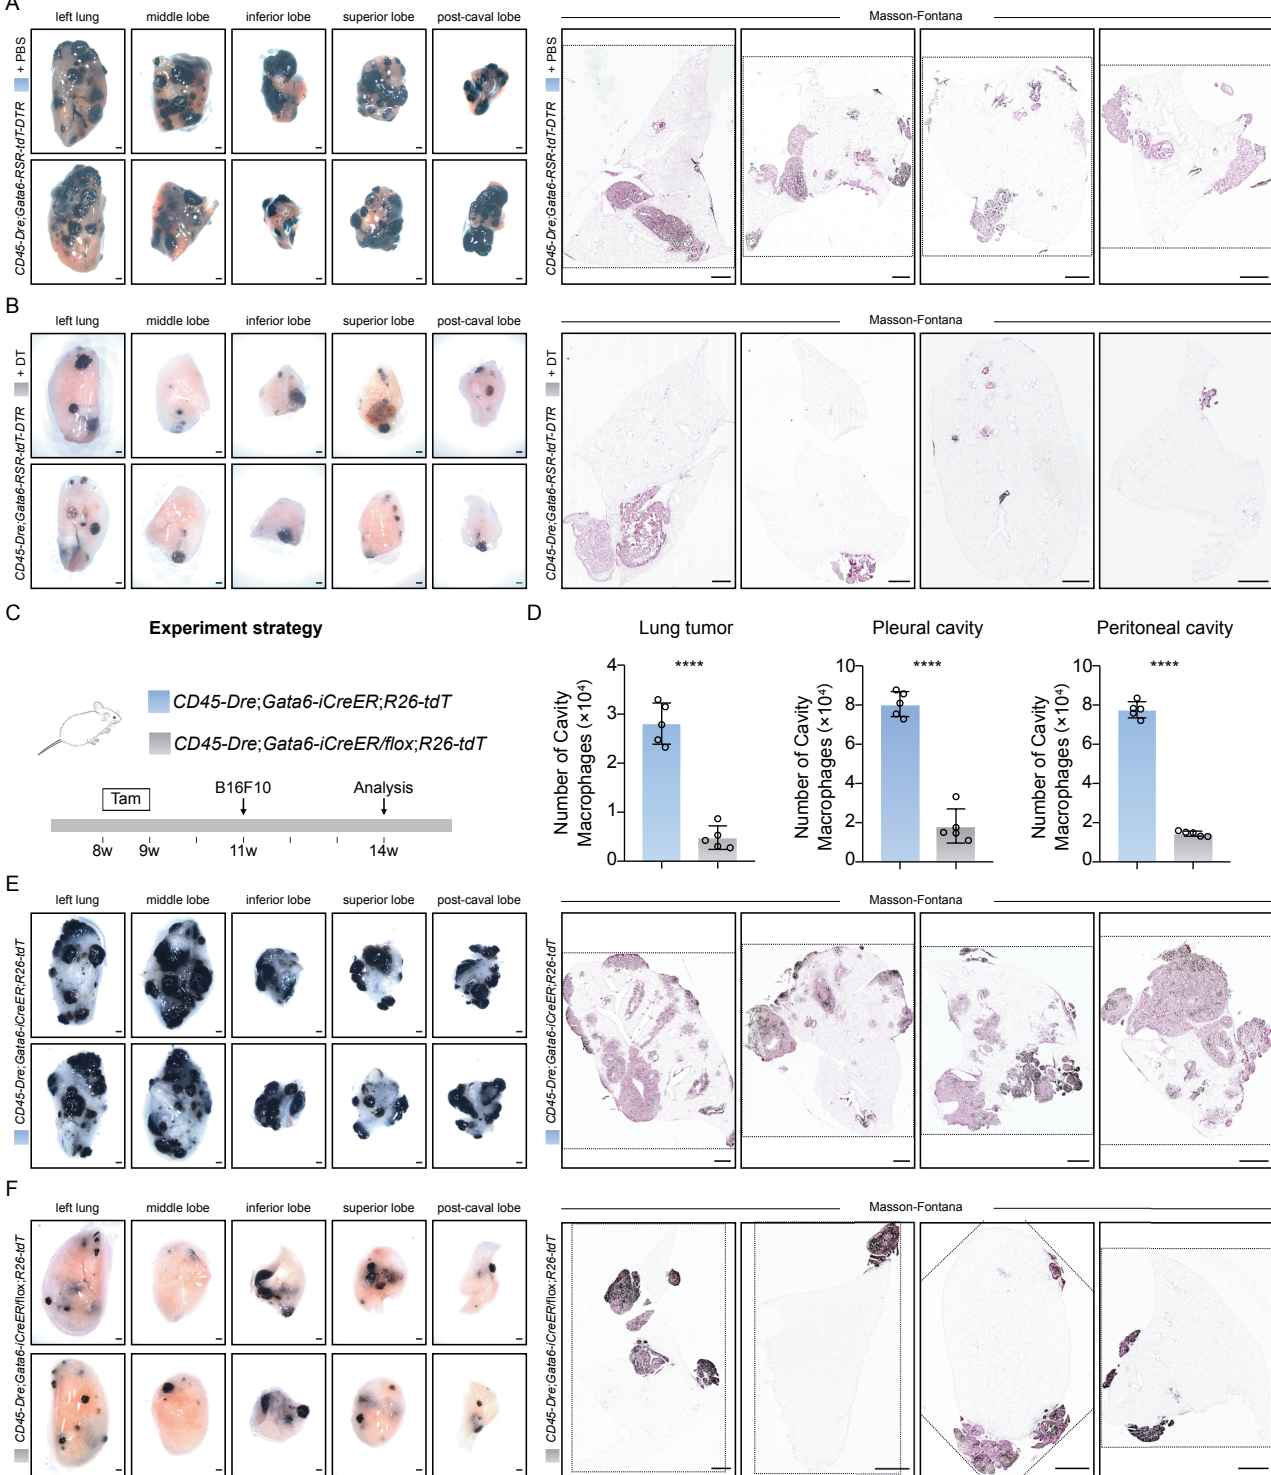 A
left lung middle lobe inferior lobe superior lobe post-caval lobe
Masson-Fontana
CD45-Dre;Gata6-RSR-tdT-DTR + PBS
CD45-Dre;Gata6-RSR-tdT-DTR + PBS
B
left lung middle lobe inferior lobe superior lobe post-caval lobe
Masson-Fontana
CD45-Dre;Gata6-RSR-tdT-DTR + DT
CD45-Dre;Gata6-RSR-tdT-DTR + DT
C
Experiment strategy
CD45-Dre;Gata6-iCreER;R26-tdT
CD45-Dre;Gata6-iCreER/flox;R26-tdT
Tam B16F10 Analysis
8w 9w 11w 14w
D
Lung tumor
Number of Cavity
Macrophages (×10⁴)
4
3
2
1
0
****
Pleural cavity
Number of Cavity
Macrophages (×10⁴)
10
8
6
4
2
0
****
Peritoneal cavity
Number of Cavity
Macrophages (×10⁴)
10
8
6
4
2
0
****
E
left lung middle lobe inferior lobe superior lobe post-caval lobe
Masson-Fontana
CD45-Dre;Gata6-iCreER;R26-tdT
CD45-Dre;Gata6-iCreER;R26-tdT
F
left lung middle lobe inferior lobe superior lobe post-caval lobe
Masson-Fontana
CD45-Dre;Gata6-iCreER/flox;R26-tdT
CD45-Dre;Gata6-iCreER/flox;R26-tdT